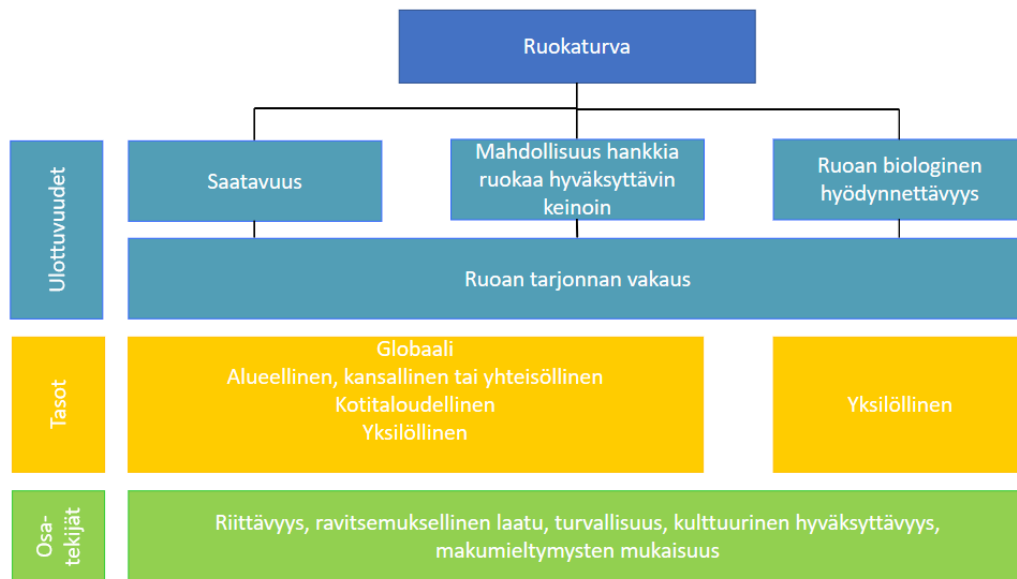 Ruokaturva
Ulottuvuudet
Saatavuus
Mahdollisuus hankkia
ruokaa hyväksyttävin
keinoin
Ruoan biologinen
hyödynnettävyys
Ruoan tarjonnan vakaus
Tasot
Globaali
Alueellinen, kansallinen tai yhteisöllinen
Kotitaloudellinen
Yksilöllinen
Yksilöllinen
Osa-
tekijät
Riittävyys, ravitsemuksellinen laatu, turvallisuus, kulttuurinen hyväksyttävyys,
makumieltymysten mukaisuus